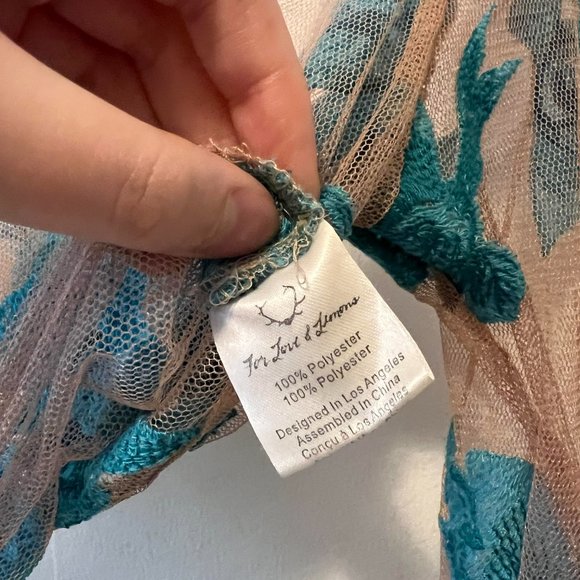 For Love & Lemons
100% Polyester
100% Polyester
Designed In Los Angeles
Assembled In China
Conçu à Los Angeles